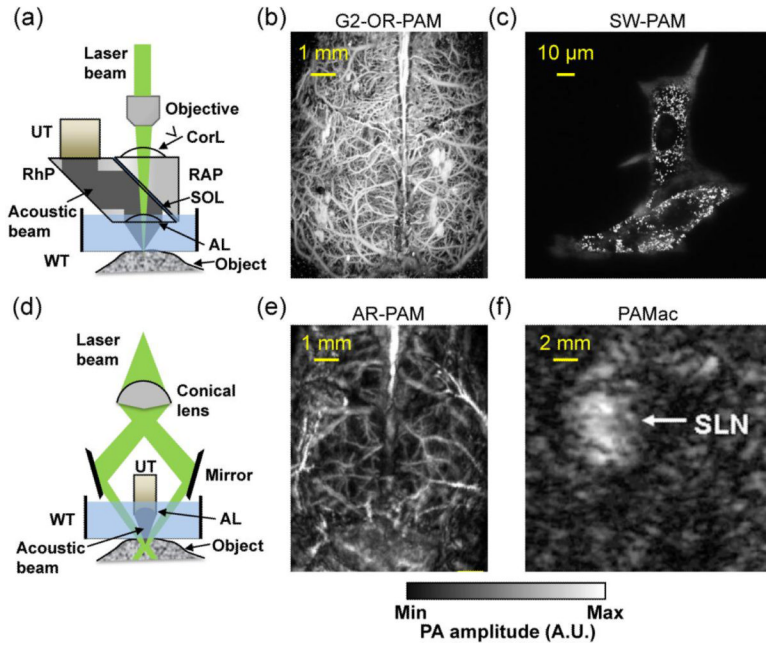 (a)
Laser
beam
Objective
UT
CorL
RhP
RAP
SOL
Acoustic
beam
AL
WT
Object
(b)
G2-OR-PAM
1 mm
(c)
SW-PAM
10 µm
(d)
Laser
beam
Conical
lens
UT
Mirror
WT
AL
Acoustic
beam
Object
(e)
AR-PAM
1 mm
(f)
PAMac
2 mm
SLN
Min
Max
PA amplitude (A.U.)